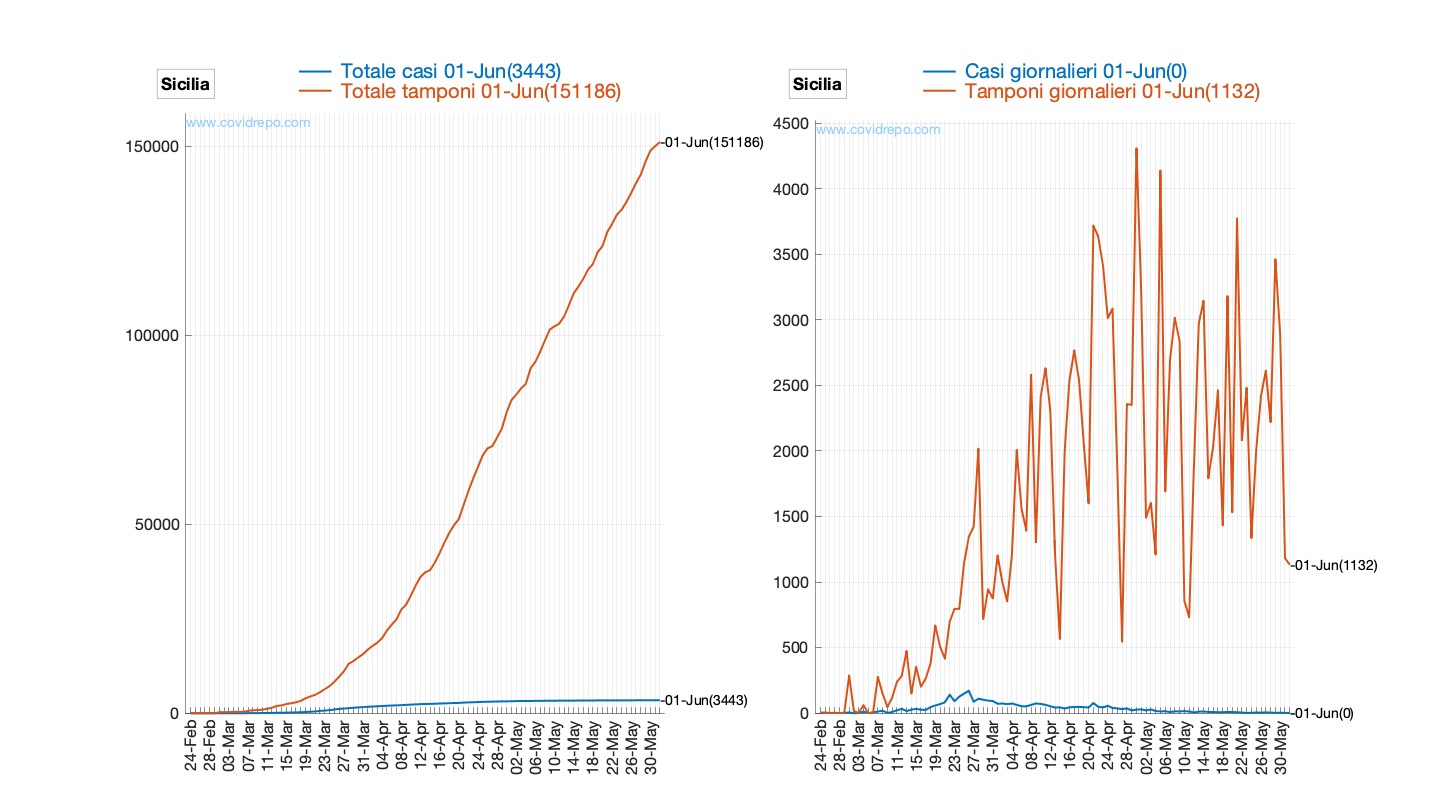 Sicilia
Totale casi 01-Jun(3443)
Totale tamponi 01-Jun(151186)
www.covidrepo.com
150000
100000
50000
0
01-Jun(151186)
01-Jun(3443)
24-Feb
28-Feb
03-Mar
07-Mar
11-Mar
15-Mar
19-Mar
23-Mar
27-Mar
31-Mar
04-Apr
08-Apr
12-Apr
16-Apr
20-Apr
24-Apr
28-Apr
02-May
06-May
10-May
14-May
18-May
22-May
26-May
30-May
Sicilia
Casi giornalieri 01-Jun(0)
Tamponi giornalieri 01-Jun(1132)
www.covidrepo.com
4500
4000
3500
3000
2500
2000
1500
1000
500
0
01-Jun(1132)
01-Jun(0)
24-Feb
28-Feb
03-Mar
07-Mar
11-Mar
15-Mar
19-Mar
23-Mar
27-Mar
31-Mar
04-Apr
08-Apr
12-Apr
16-Apr
20-Apr
24-Apr
28-Apr
02-May
06-May
10-May
14-May
18-May
22-May
26-May
30-May